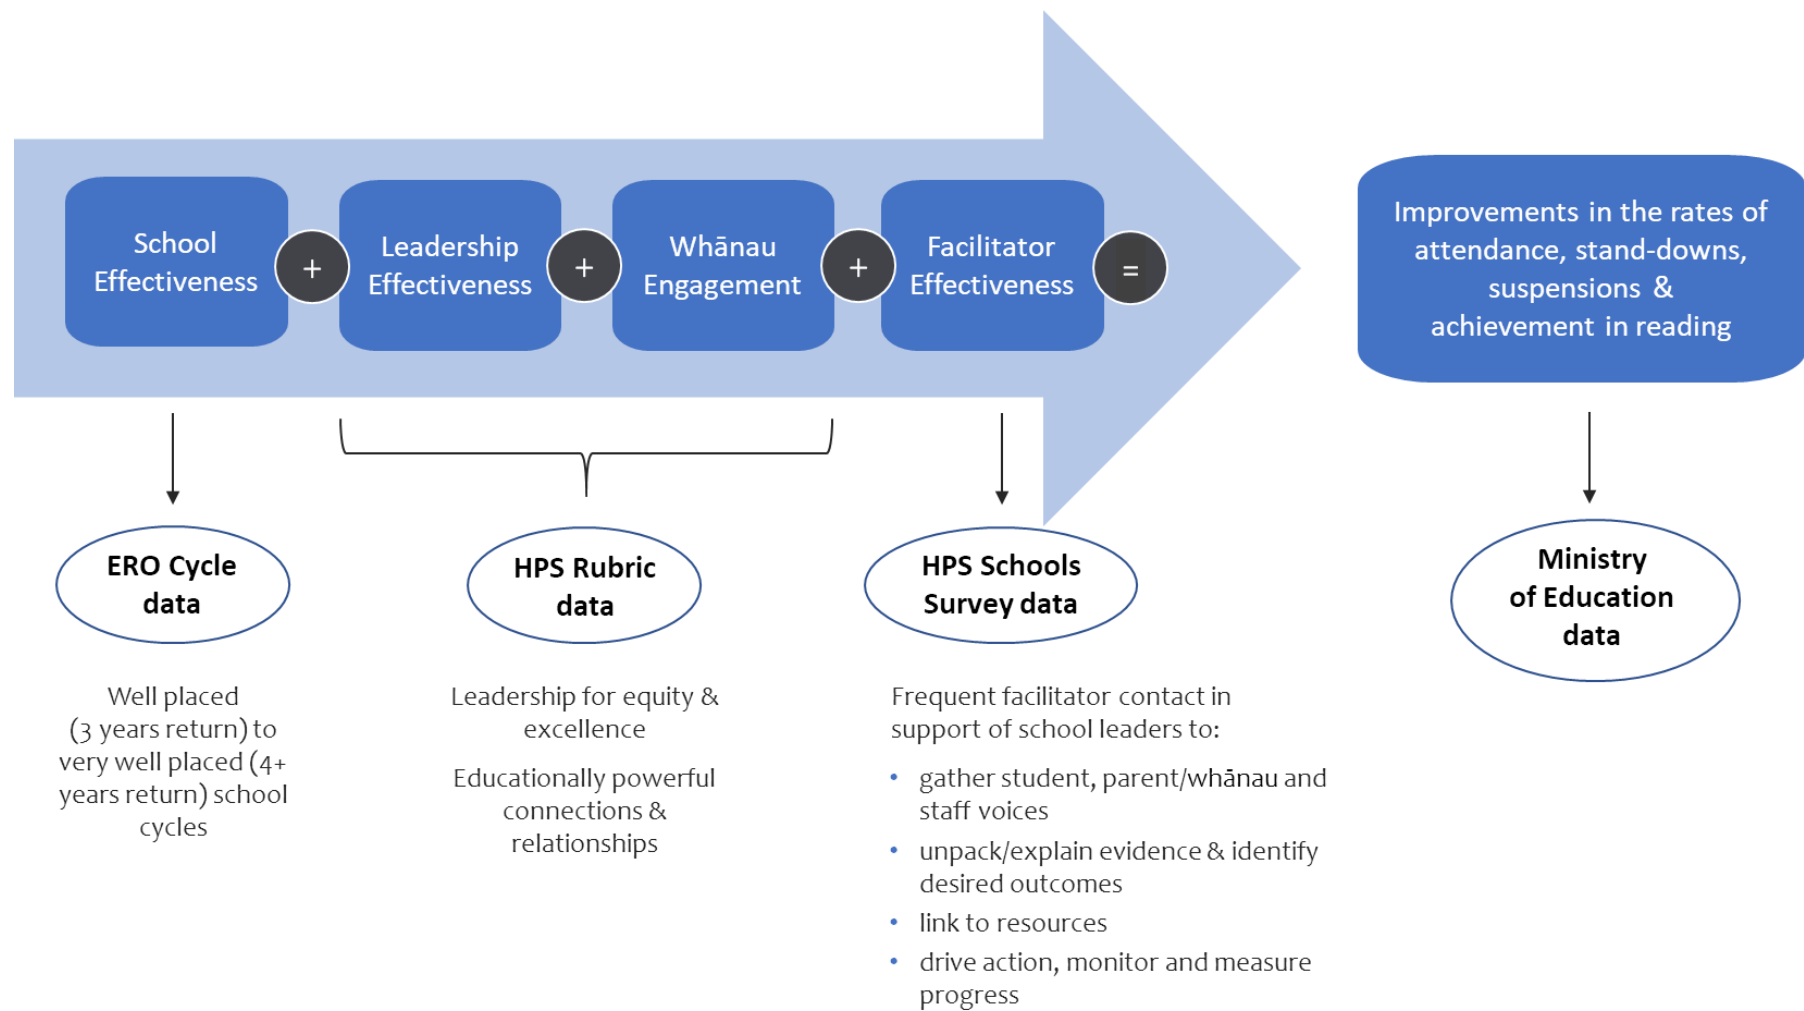 School
Effectiveness
+
Leadership
Effectiveness
+
Whānau
Engagement
+
Facilitator
Effectiveness
=
Improvements in the rates of
attendance, stand-downs,
suspensions &
achievement in reading
ERO Cycle
data
HPS Rubric
data
HPS Schools
Survey data
Ministry
of Education
data
Well placed
(3 years return) to
very well placed (4+
years return) school
cycles
Leadership for equity &
excellence
Educationally powerful
connections &
relationships
Frequent facilitator contact in
support of school leaders to:
• gather student, parent/whānau and
staff voices
• unpack/explain evidence & identify
desired outcomes
• link to resources
• drive action, monitor and measure
progress